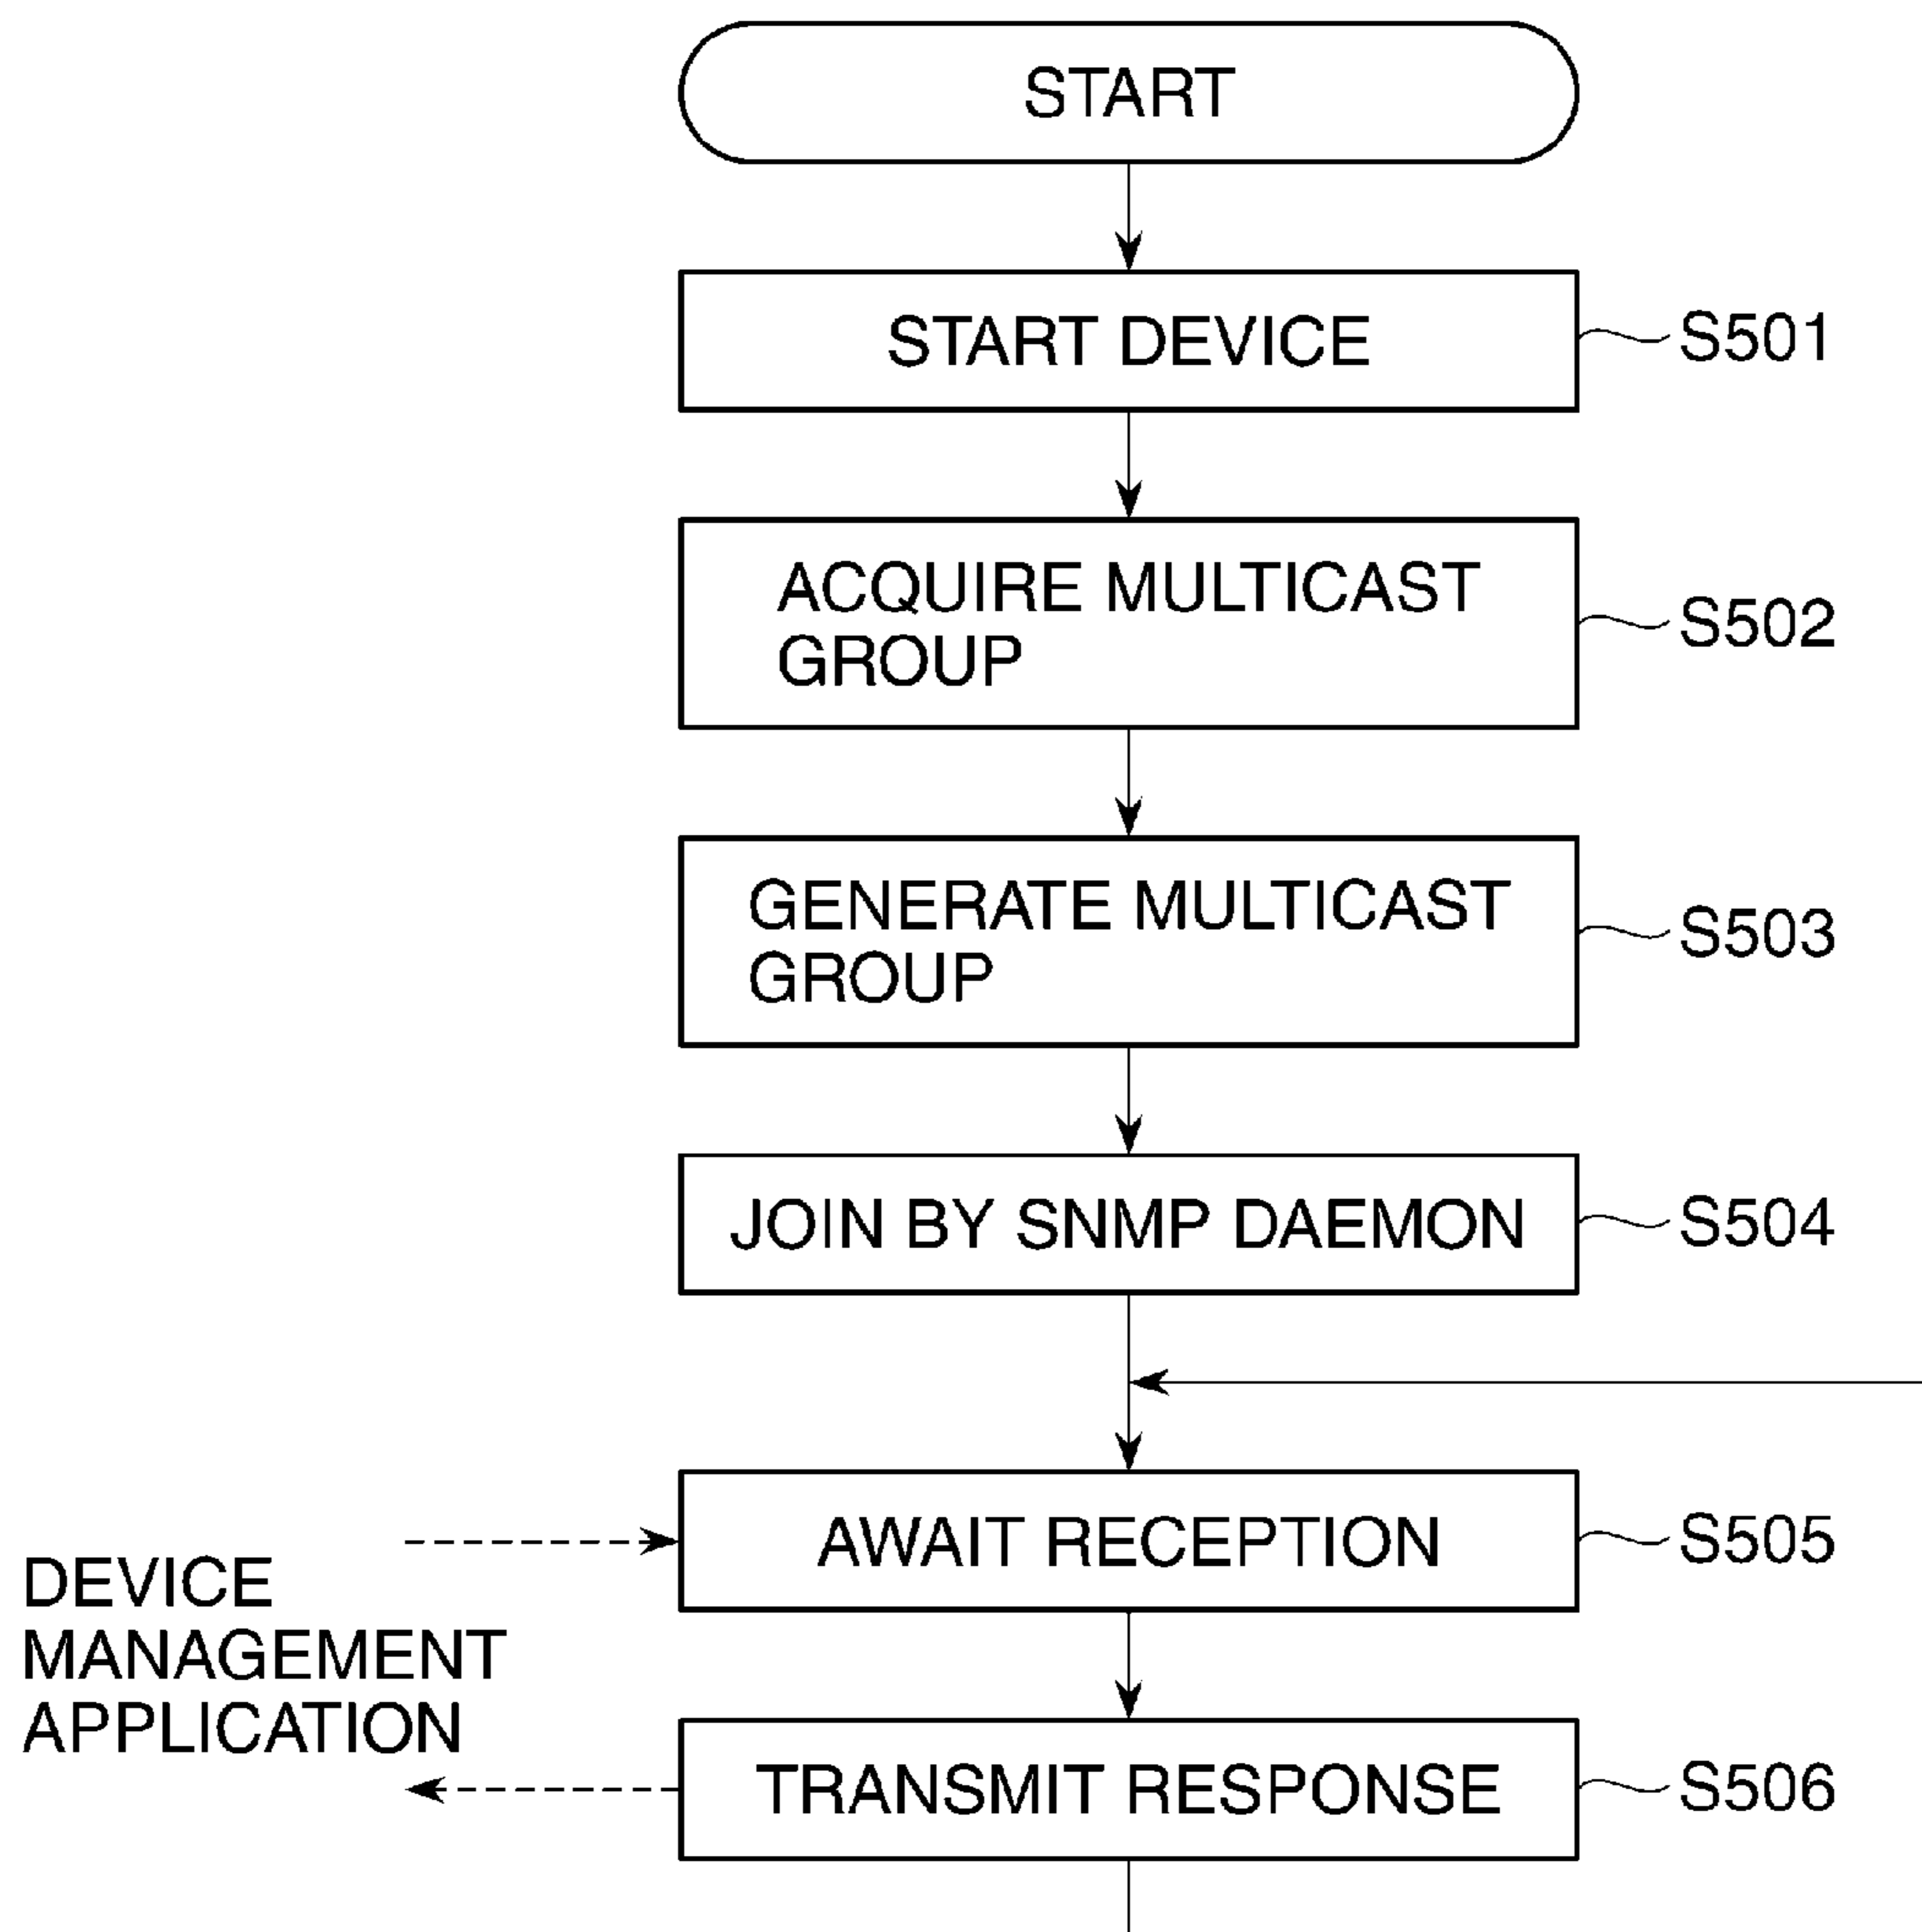 START
START DEVICE
S501
ACQUIRE MULTICAST
GROUP
S502
GENERATE MULTICAST
GROUP
S503
JOIN BY SNMP DAEMON
S504
AWAIT RECEPTION
S505
DEVICE
MANAGEMENT
APPLICATION
TRANSMIT RESPONSE
S506